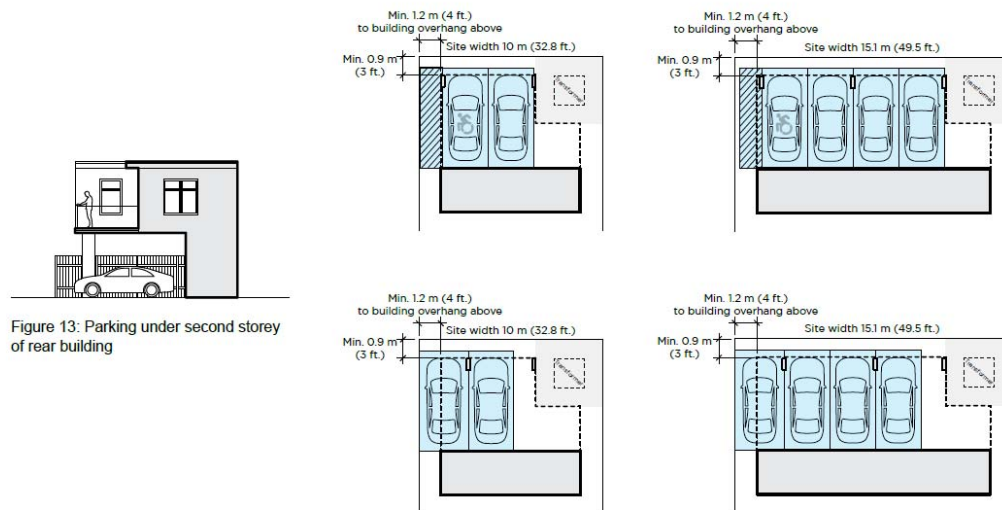 Min. 1.2 m (4 ft.)
to building overhang above
Site width 10 m (32.8 ft.)
Min. 0.9 m
(3 ft.)
Transformer
Min. 1.2 m (4 ft.)
to building overhang above
Site width 15.1 m (49.5 ft.)
Min. 0.9 m
(3 ft.)
Transformer
Figure 13: Parking under second storey
of rear building
Min. 1.2 m (4 ft.)
to building overhang above
Site width 10 m (32.8 ft.)
Min. 0.9 m
(3 ft.)
Transformer
Min. 1.2 m (4 ft.)
to building overhang above
Site width 15.1 m (49.5 ft.)
Min. 0.9 m
(3 ft.)
Transformer